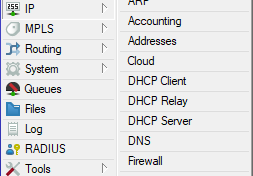 IP
MPLS
Routing
System
Queues
Files
Log
RADIUS
Tools
ARP
Accounting
Addresses
Cloud
DHCP Client
DHCP Relay
DHCP Server
DNS
Firewall